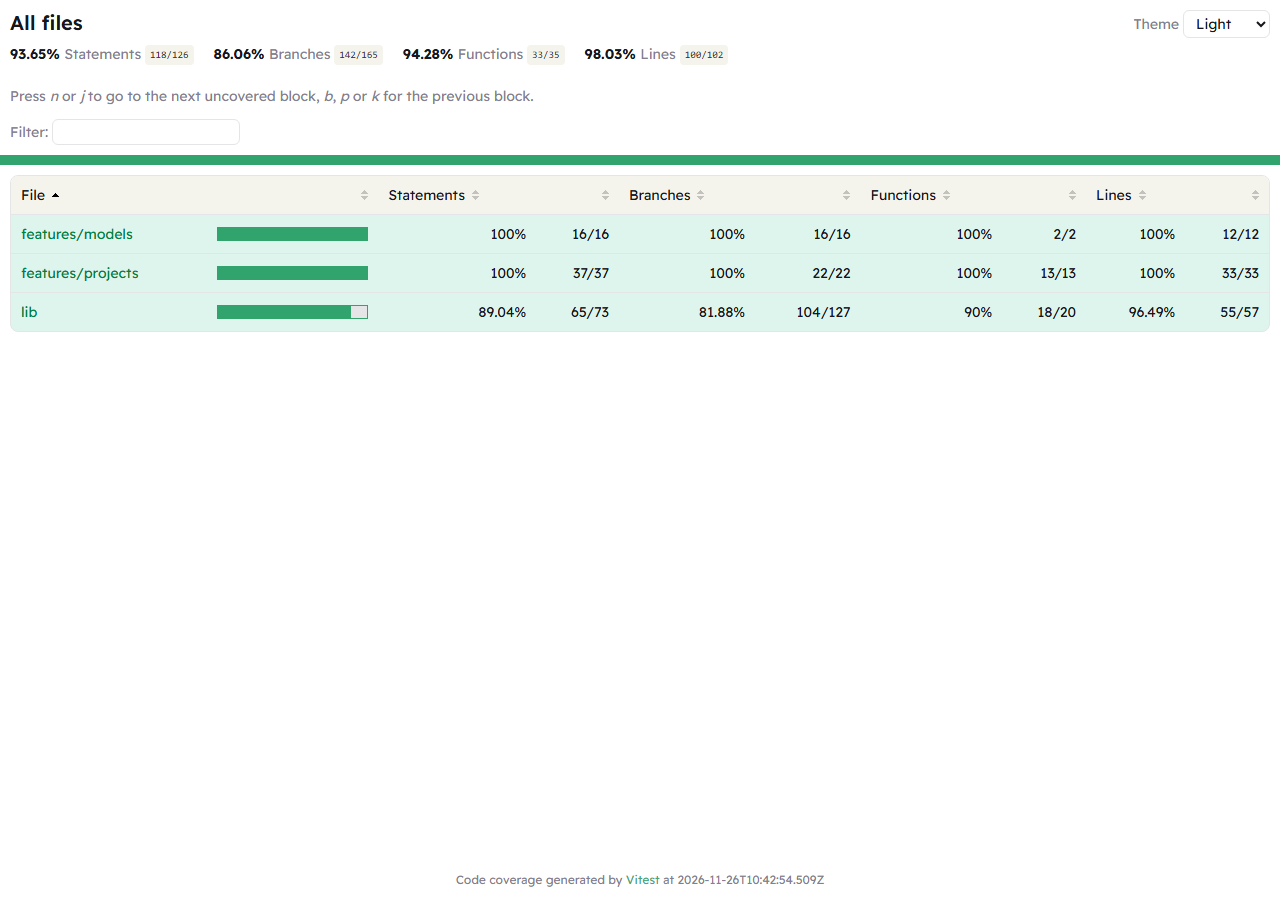 All files
Theme Light
93.65% Statements 118/126 86.06% Branches 142/165 94.28% Functions 33/35 98.03% Lines 100/102
Press n or j to go to the next uncovered block, b, p or k for the previous block.
Filter:
File Statements Branches Functions Lines
features/models 100% 16/16 100% 16/16 100% 2/2 100% 12/12
features/projects 100% 37/37 100% 22/22 100% 13/13 100% 33/33
lib 89.04% 65/73 81.88% 104/127 90% 18/20 96.49% 55/57
Code coverage generated by Vitest at 2026-11-26T10:42:54.509Z